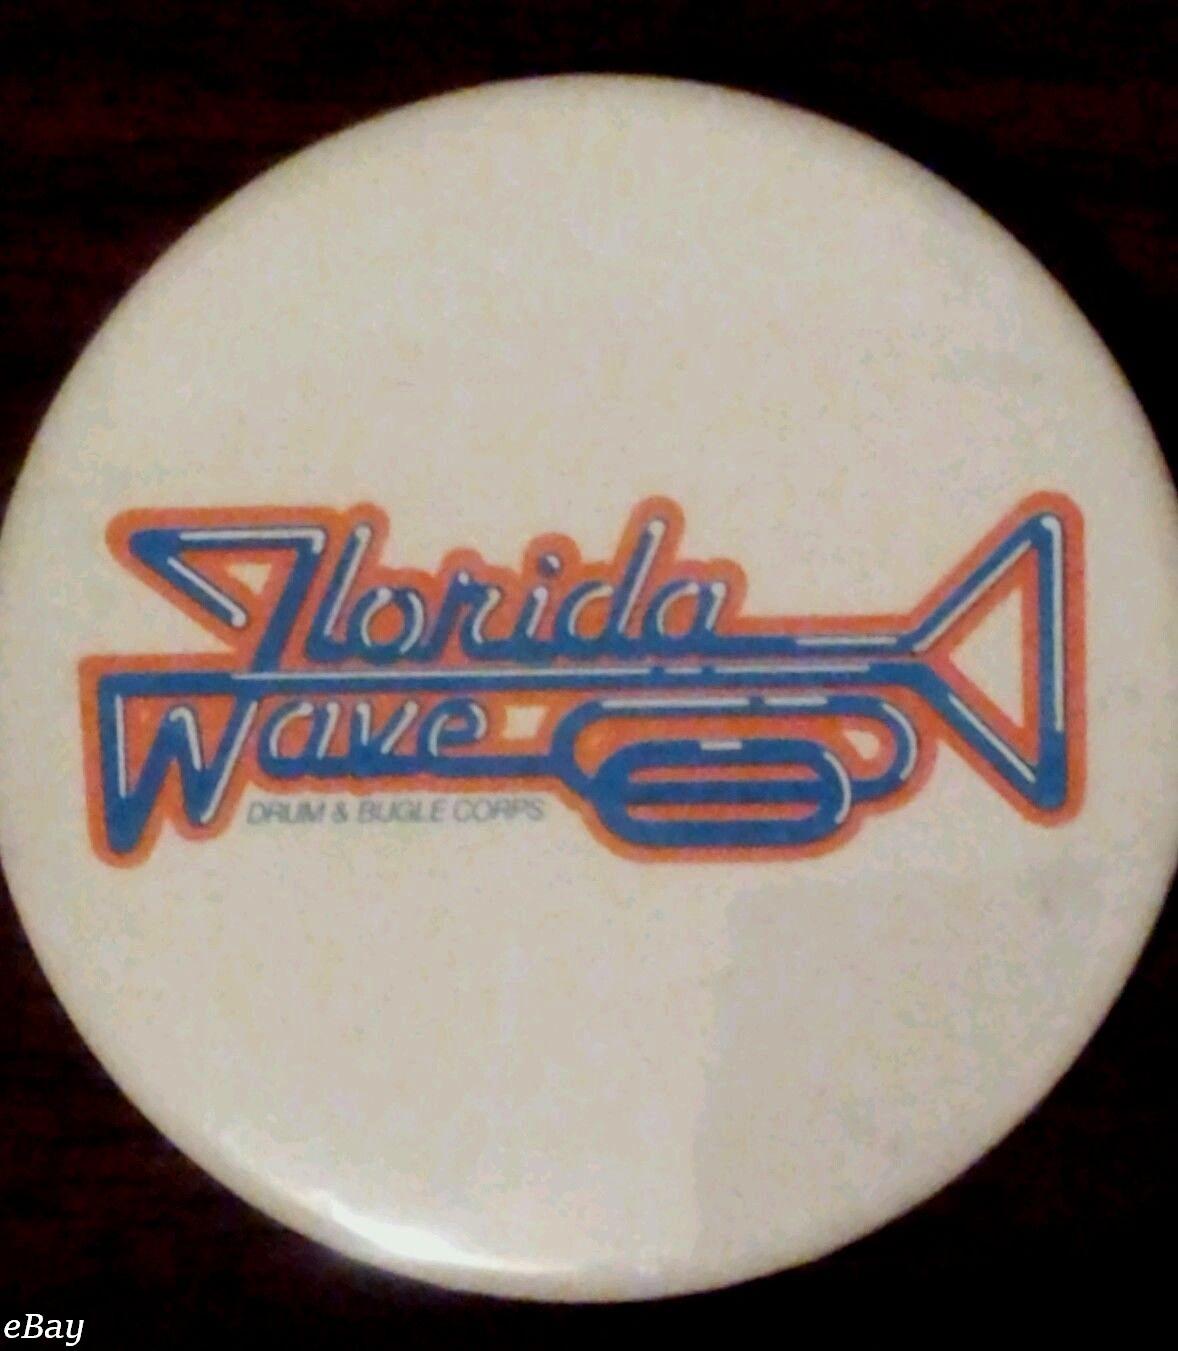 Florida
Wave
DRUM & BUGLE CORPS
eBay